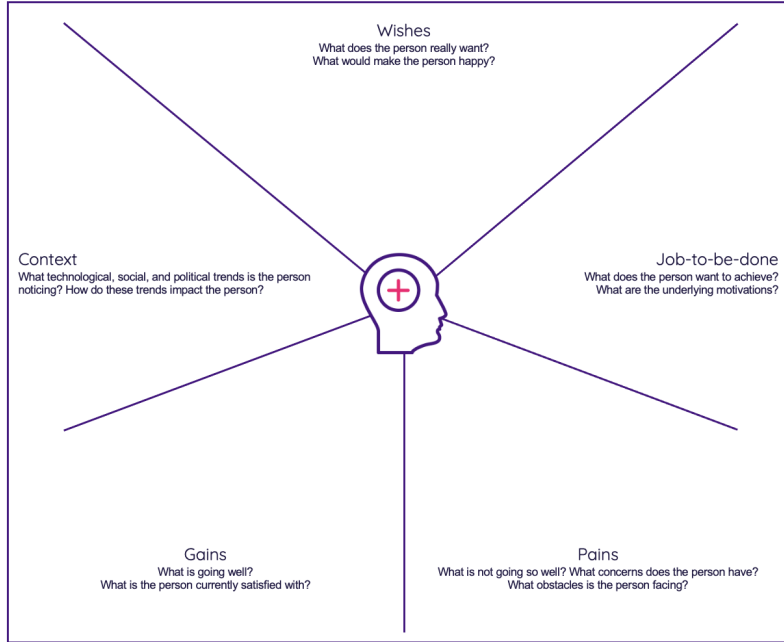 Wishes
What does the person really want?
What would make the person happy?
Context
What technological, social, and political trends is the person
noticing? How do these trends impact the person?
Job-to-be-done
What does the person want to achieve?
What are the underlying motivations?
Gains
What is going well?
What is the person currently satisfied with?
Pains
What is not going so well? What concerns does the person have?
What obstacles is the person facing?